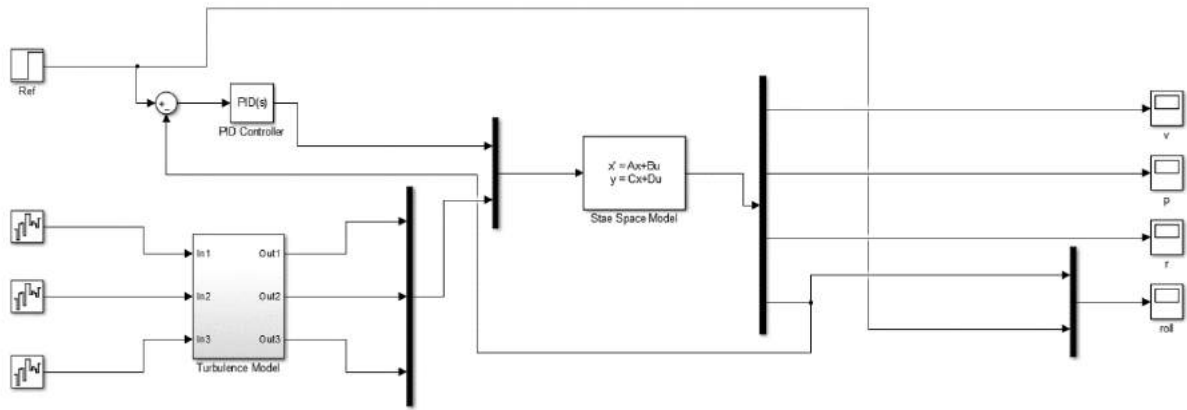 Ref
+
-
PID(s)
PID Controller
x' = Ax+Bu
y = Cx+Du
Stae Space Model
v
p
r
roll
In1
Out1
In2
Out2
In3
Out3
Turbulence Model